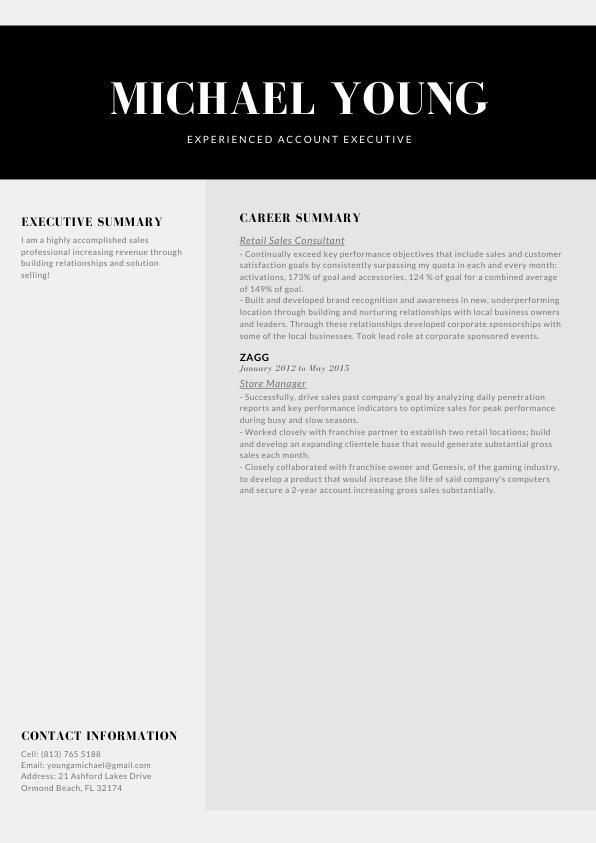 MICHAEL YOUNG
EXPERIENCED ACCOUNT EXECUTIVE
EXECUTIVE SUMMARY
I am a highly accomplished sales
professional increasing revenue through
building relationships and solution
selling!
CAREER SUMMARY
Retail Sales Consultant
- Continually exceed key performance objectives that include sales and customer
satisfaction goals by consistently surpassing my quota in each and every month:
activations, 173% of goal and accessories, 124 % of goal for a combined average
of 149% of goal.
- Built and developed brand recognition and awareness in new, underperforming
location through building and nurturing relationships with local business owners
and leaders. Through these relationships developed corporate sponsorships with
some of the local businesses. Took lead role at corporate sponsored events.
ZAGG
January 2012 to May 2015
Store Manager
- Successfully, drive sales past company's goal by analyzing daily penetration
reports and key performance indicators to optimize sales for peak performance
during busy and slow seasons.
- Worked closely with franchise partner to establish two retail locations; build
and develop an expanding clientele base that would generate substantial gross
sales each month.
- Closely collaborated with franchise owner and Genesis, of the gaming industry,
to develop a product that would increase the life of said company's computers
and secure a 2-year account increasing gross sales substantially.
CONTACT INFORMATION
Cell: (813) 765 5188
Email: youngamichael@gmail.com
Address: 21 Ashford Lakes Drive
Ormond Beach, FL 32174